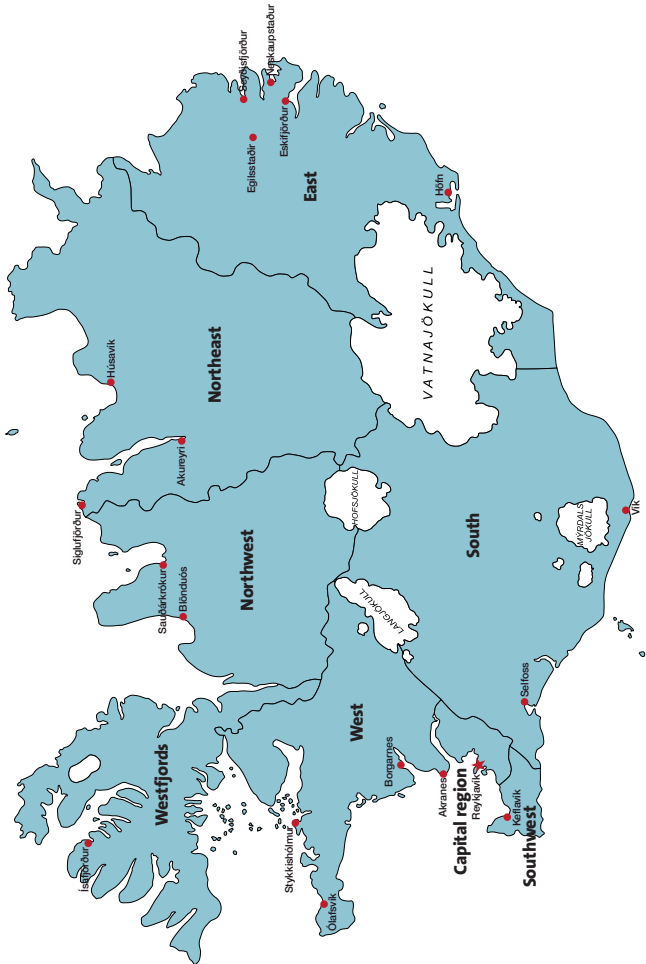 Ísafjörður
Westfjords
Siglufjörður
Sauðárkrókur
Blönduós
Northwest
Húsavík
Akureyri
Northeast
Seyðisfjörður
Neskaupstaður
Egilsstaðir
Eskifjörður
East
Höfn
VATNAJÖKULL
HOFSJÖKULL
LANGJÖKULL
Stykkishólmur
Ólafsvík
West
Borgarnes
Akranes
Capital region
Reykjavík
Keflavík
Southwest
Selfoss
South
MÝRDALS
JÖKULL
Vík